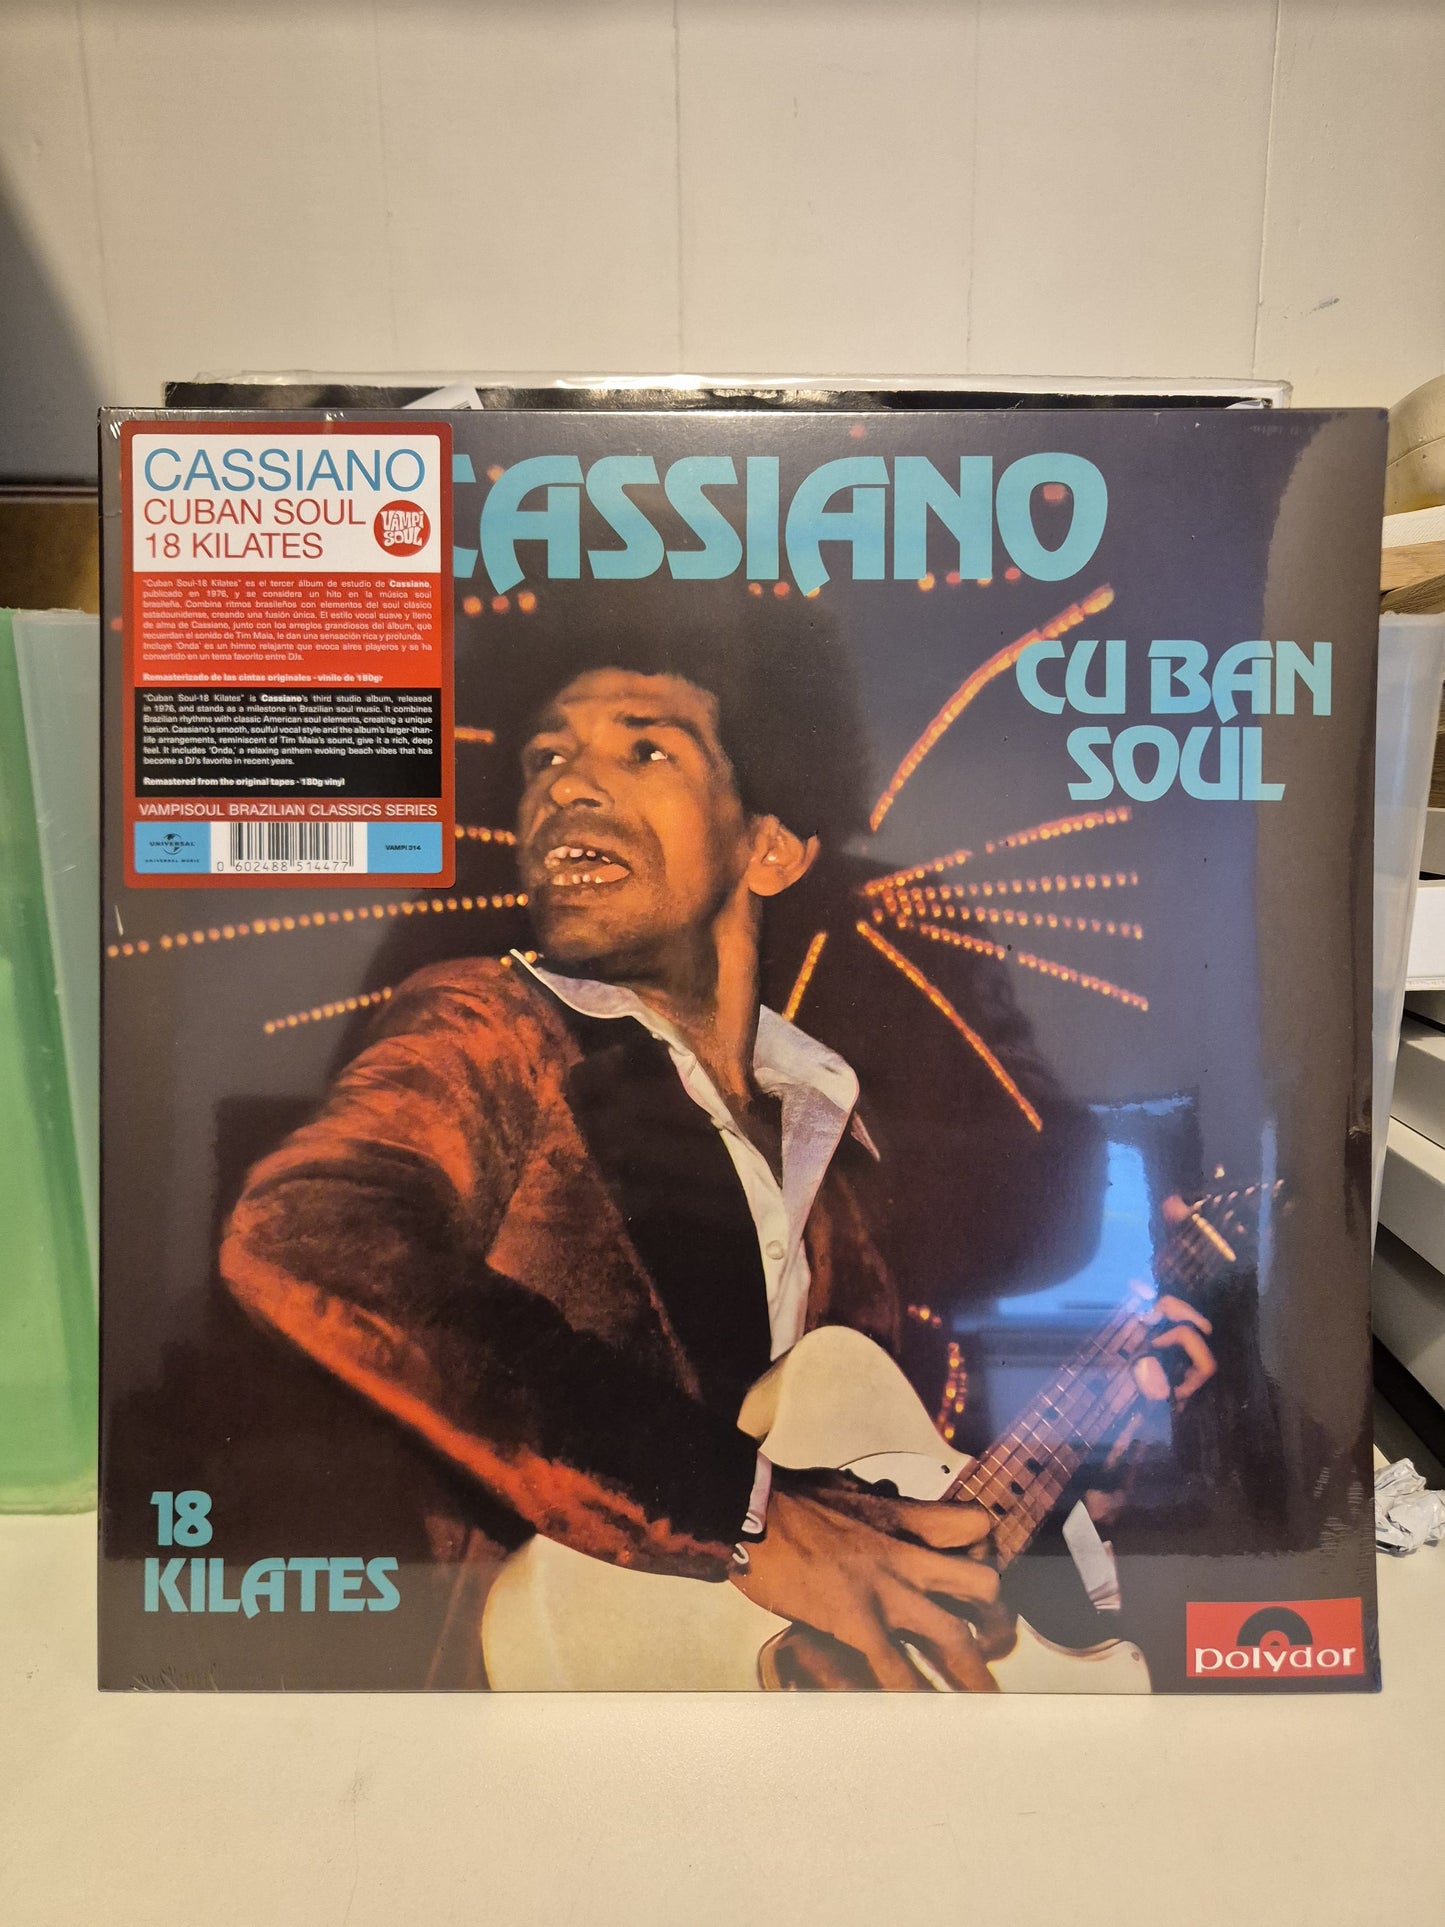 CASSIANO
CUBAN SOUL
18 KILATES
VAMPI
SOUL
"Cuban Soul-18 Kilates" es el tercer álbum de estudio de Cassiano,
publicado en 1976, y se considera un hito en la música soul
brasileña. Combina ritmos brasileños con elementos del soul clásico
estadounidense, creando una fusión única. El estilo vocal suave y lleno
de alma de Cassiano, junto con los arreglos grandiosos del álbum, que
recuerdan el sonido de Tim Maia, le dan una sensación rica y profunda.
Incluye 'Onda' es un himno relajante que evoca aires playeros y se ha
convertido en un tema favorito entre DJs.
Remasterizado de las cintas originales - vinilo de 180gr
"Cuban Soul-18 Kilates" is Cassiano's third studio album, released
in 1976, and stands as a milestone in Brazilian soul music. It combines
Brazilian rhythms with classic American soul elements, creating a unique
fusion. Cassiano's smooth, soulful vocal style and the album's larger-than-
life arrangements, reminiscent of Tim Maia's sound, give it a rich, deep
feel. It includes 'Onda,' a relaxing anthem evoking beach vibes that has
become a DJ's favorite in recent years.
Remastered from the original tapes - 180g vinyl
VAMPISOUL BRAZILIAN CLASSICS SERIES
UNIVERSAL
UNIVERSAL MUSIC
0 602488 514477
VAMPI 314
CASSIANO
CUBAN
SOUL
18
KILATES
polydor